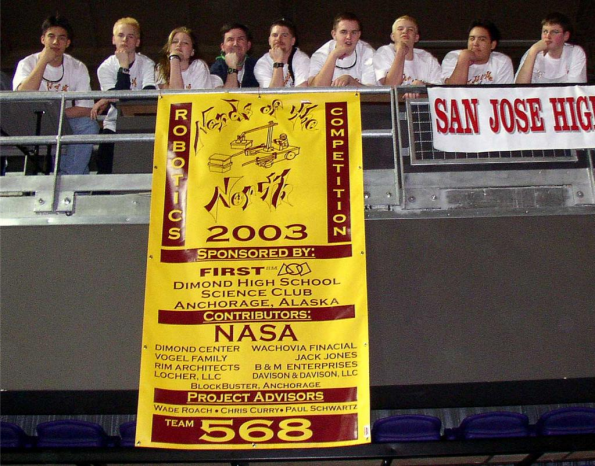 ROBOTICS
COMPETITION
Nerds of the
North
2003
SPONSORED BY:
FIRST
DIMOND HIGH SCHOOL
SCIENCE CLUB
ANCHORAGE, ALASKA
CONTRIBUTORS:
NASA
DIMOND CENTER WACHOVIA FINACIAL
VOGEL FAMILY JACK JONES
RIM ARCHITECTS B & M ENTERPRISES
LOCHER, LLC DAVISON & DAVISON, LLC
BLOCKBUSTER, ANCHORAGE
PROJECT ADVISORS
WADE ROACH • CHRIS CURRY • PAUL SCHWARTZ
TEAM 568
SAN JOSE HIGH